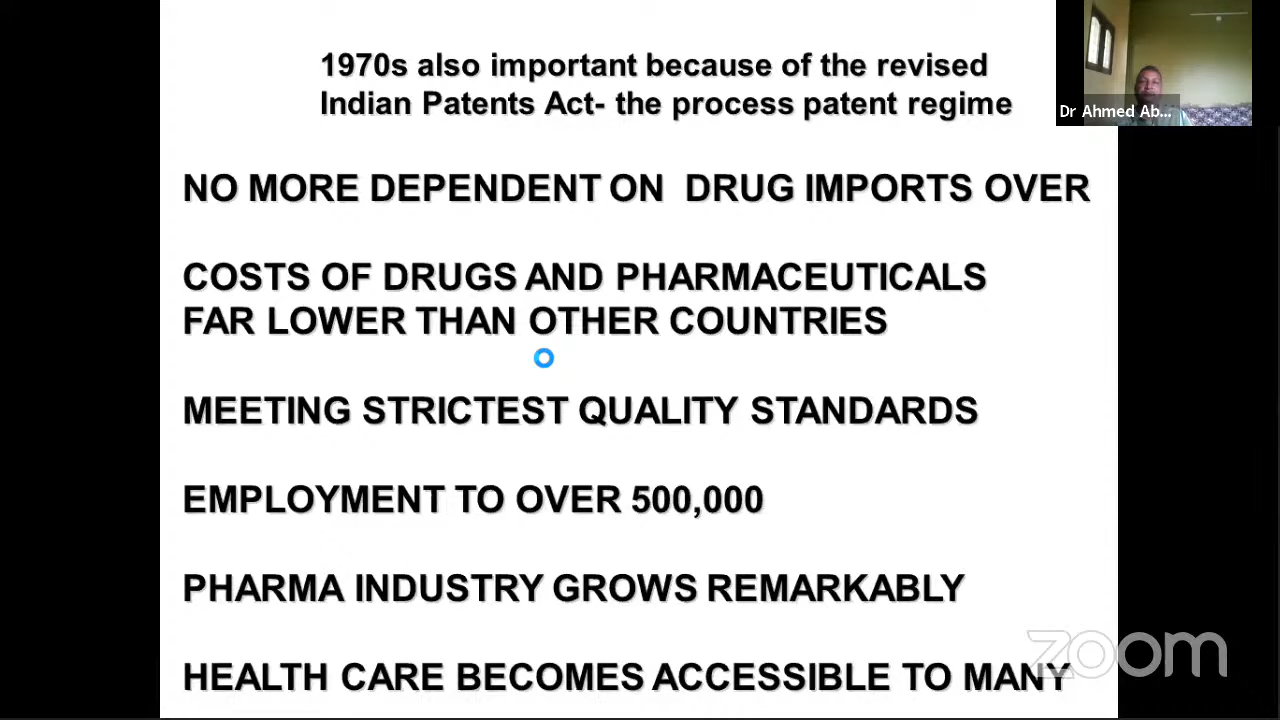 1970s also important because of the revised
Indian Patents Act- the process patent regime
Dr Ahmed Ab...
NO MORE DEPENDENT ON DRUG IMPORTS OVER
COSTS OF DRUGS AND PHARMACEUTICALS
FAR LOWER THAN OTHER COUNTRIES
MEETING STRICTEST QUALITY STANDARDS
EMPLOYMENT TO OVER 500,000
PHARMA INDUSTRY GROWS REMARKABLY
HEALTH CARE BECOMES ACCESSIBLE TO MANY
zoom